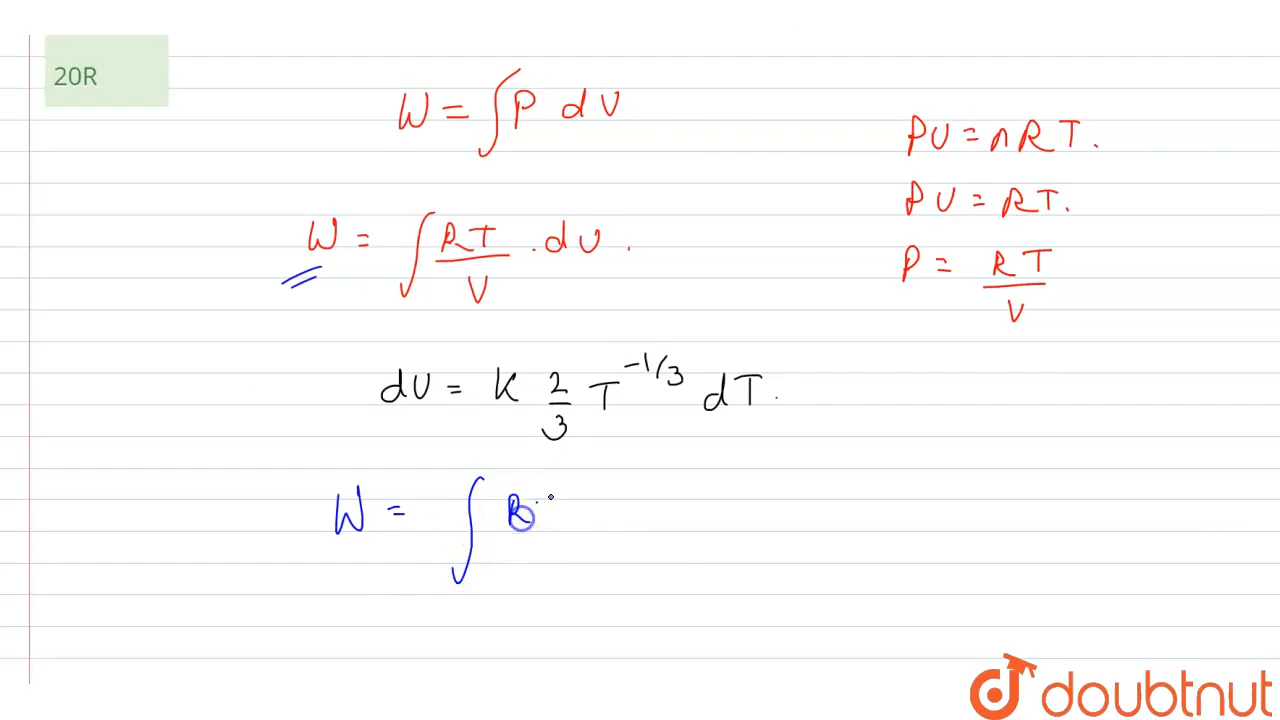 20R
W = ∫ P dV
PV = nRT.
PV = RT.
W = ∫ RT/V . dV .
P = RT/V
dV = K 2/3 T^-1/3 dT.
W = ∫ R
doubtnut